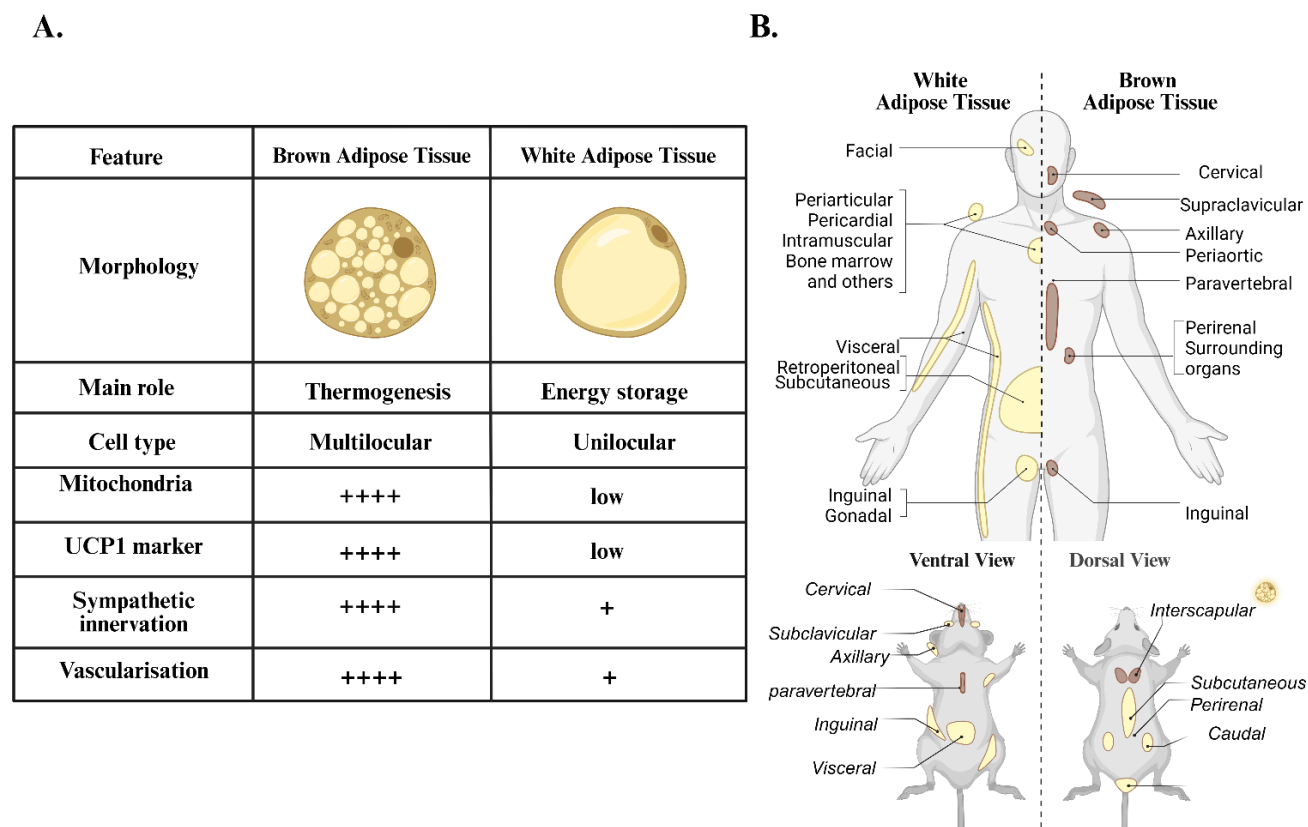 A.
Feature Brown Adipose Tissue White Adipose Tissue
Morphology
Main role Thermogenesis Energy storage
Cell type Multilocular Unilocular
Mitochondria ++++ low
UCP1 marker ++++ low
Sympathetic
innervation ++++ +
Vascularisation ++++ +
B.
White
Adipose Tissue
Brown
Adipose Tissue
Facial
Periarticular
Pericardial
Intramuscular
Bone marrow
and others
Visceral
Retroperitoneal
Subcutaneous
Inguinal
Gonadal
Cervical
Supraclavicular
Axillary
Periaortic
Paravertebral
Perirenal
Surrounding
organs
Inguinal
Ventral View
Cervical
Subclavicular
Axillary
paravertebral
Inguinal
Visceral
Dorsal View
Interscapular
Subcutaneous
Perirenal
Caudal